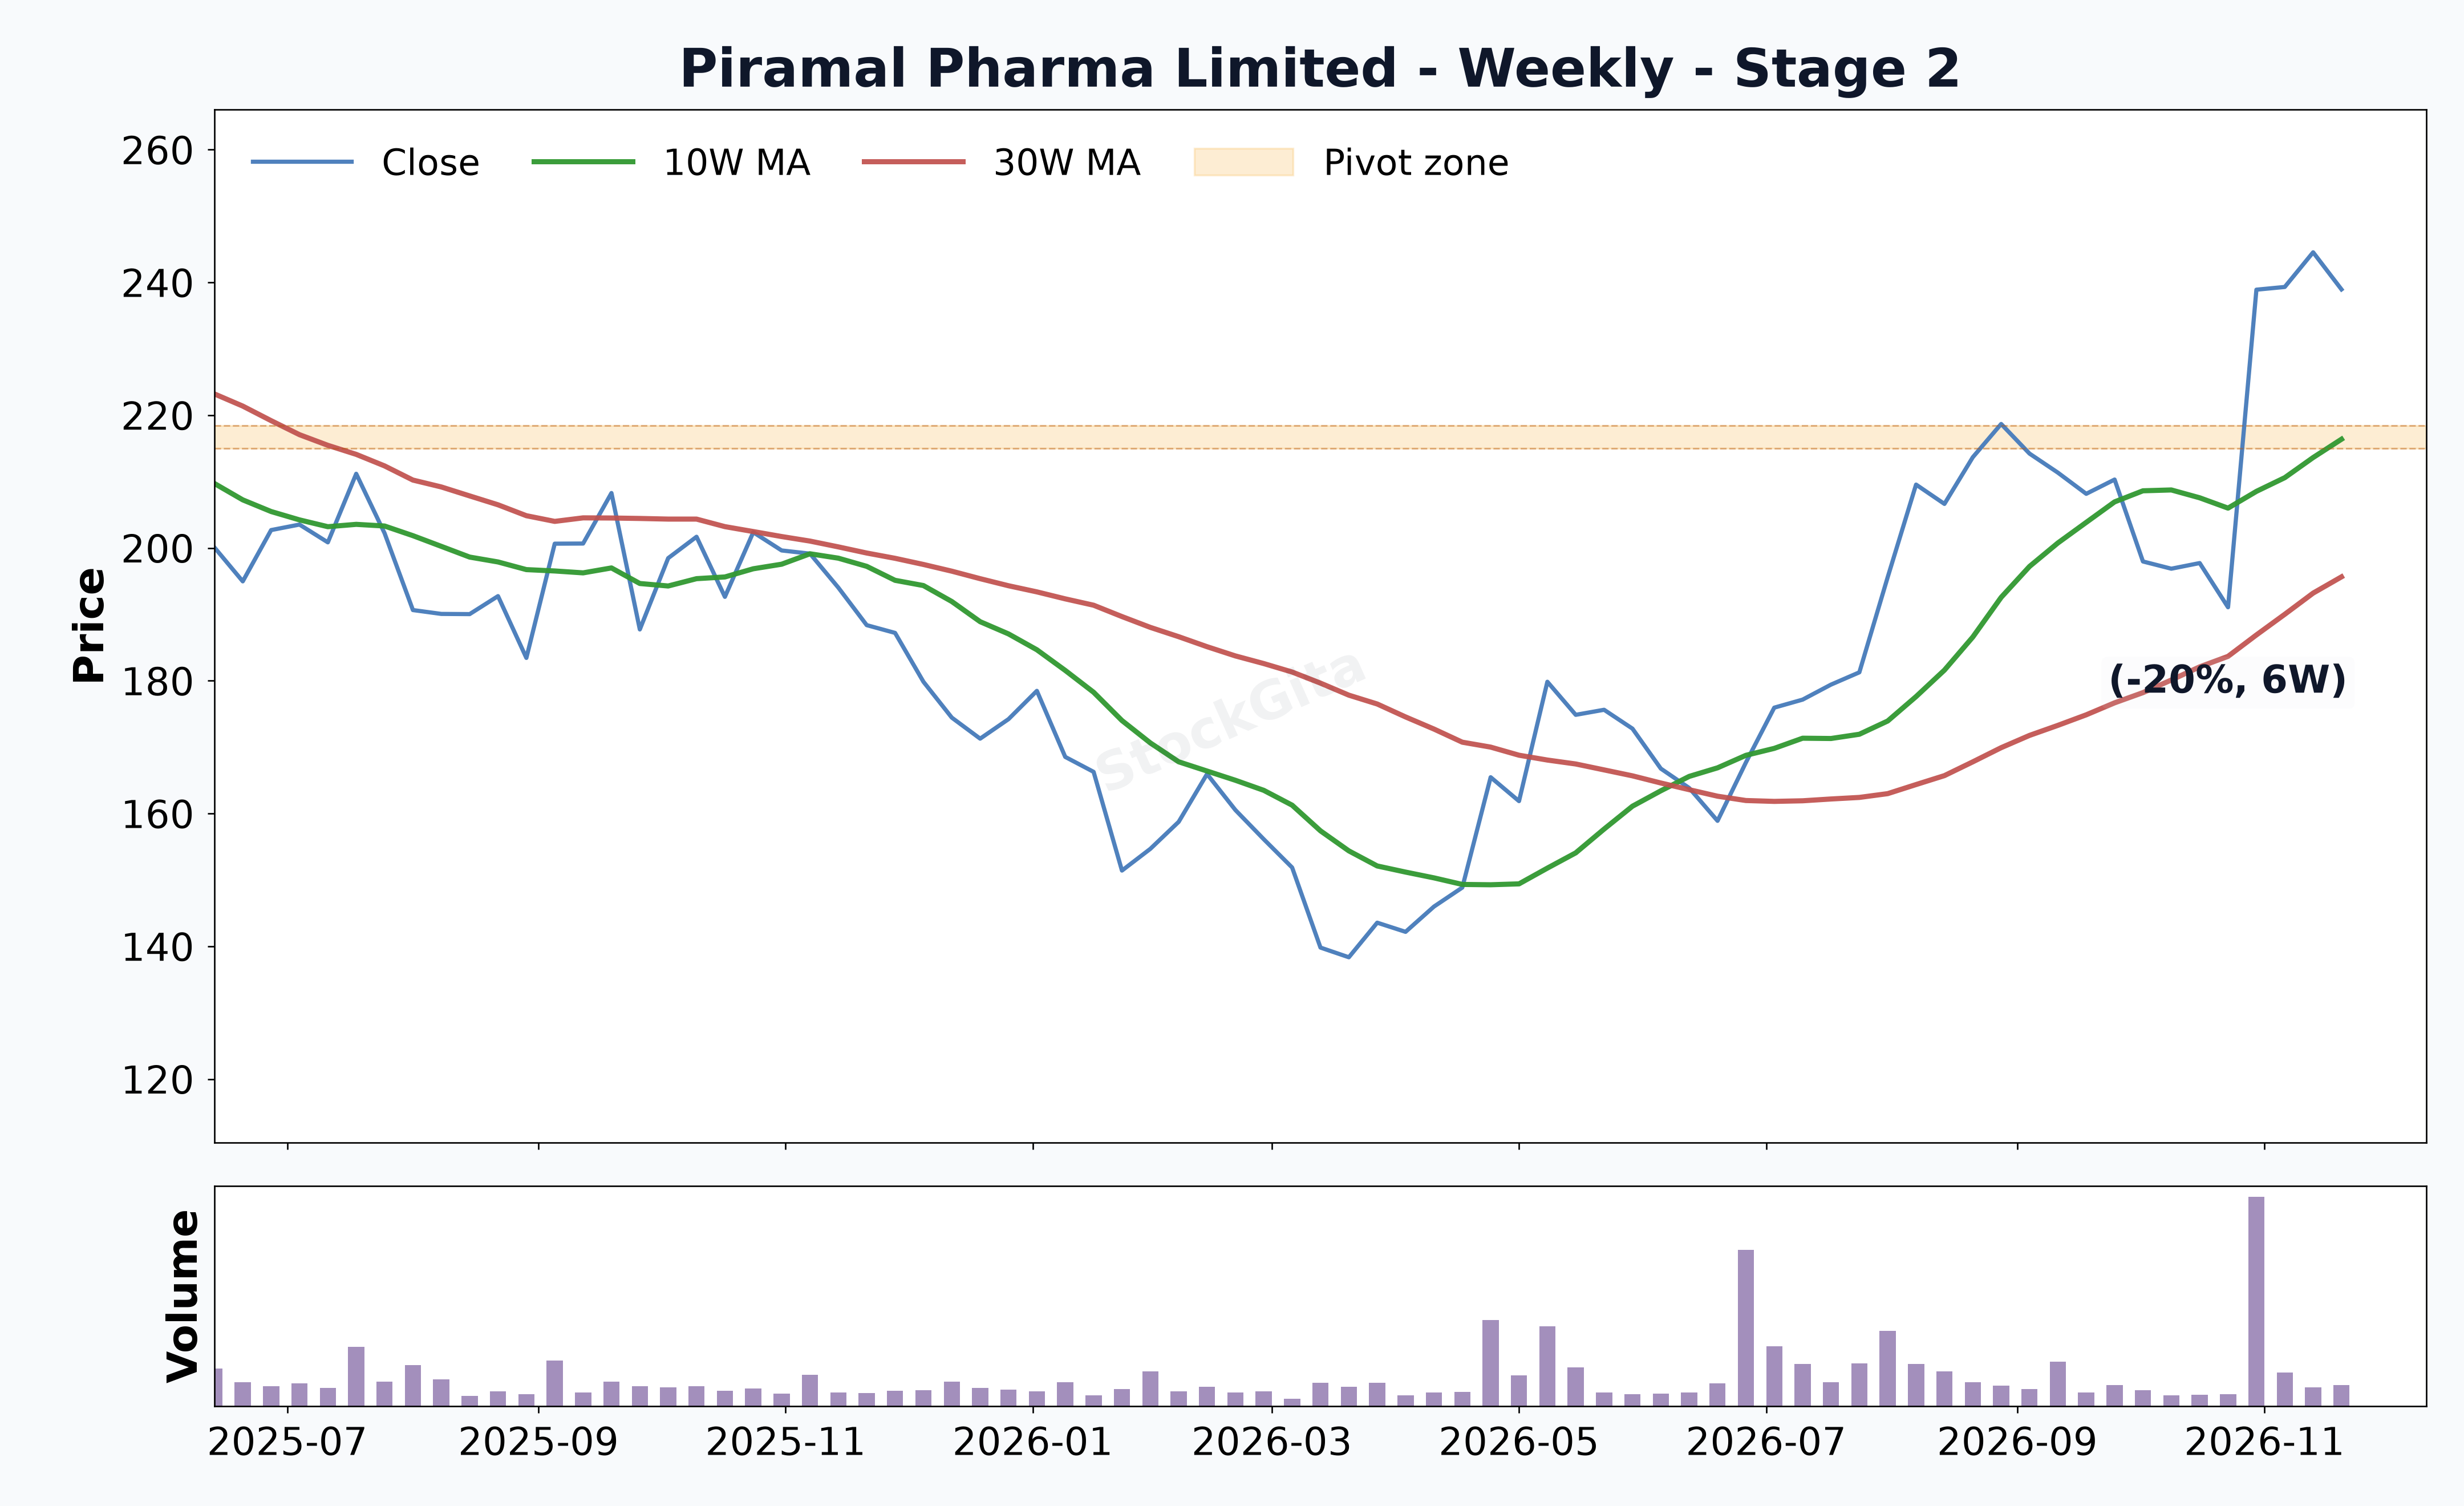 Piramal Pharma Limited - Weekly - Stage 2
Close 10W MA 30W MA Pivot zone
260
240
220
200
180
160
140
120
Price
StockGita
(-20%, 6W)
Volume
2025-07 2025-09 2025-11 2026-01 2026-03 2026-05 2026-07 2026-09 2026-11